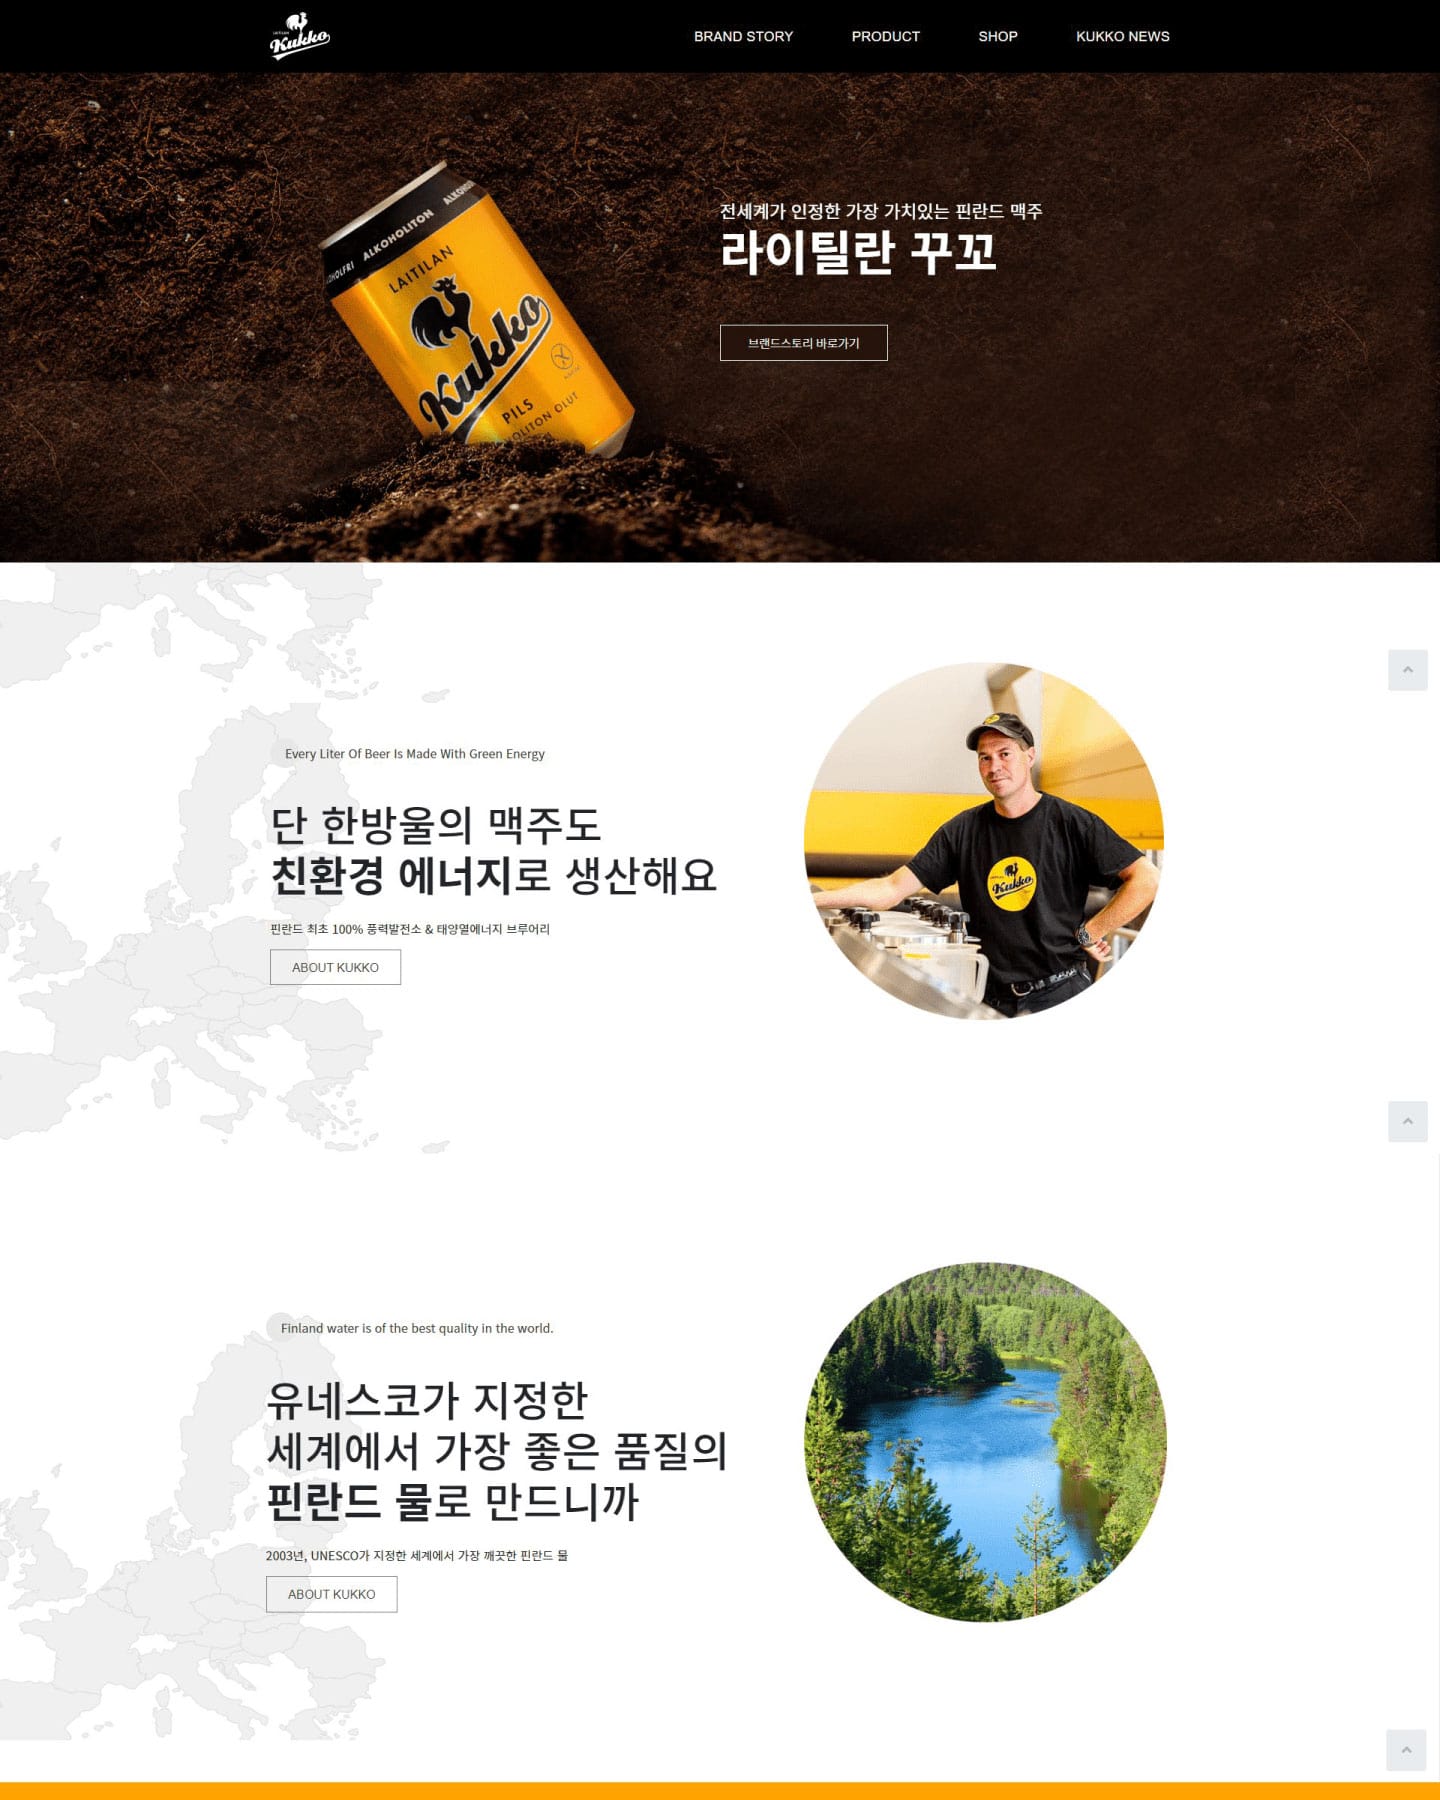 LAITILAN
Kukko
BRAND STORY
PRODUCT
SHOP
KUKKO NEWS
ALKOHOLITON
LAITILAN
Kukko
PILS
전세계가 인정한 가장 가치있는 핀란드 맥주
라이틸란 꾸꼬
브랜드스토리 바로가기
Every Liter Of Beer Is Made With Green Energy
단 한방울의 맥주도
친환경 에너지로 생산해요
핀란드 최초 100% 풍력발전소 & 태양열에너지 브루어리
ABOUT KUKKO
Kukko
Finland water is of the best quality in the world.
유네스코가 지정한
세계에서 가장 좋은 품질의
핀란드 물로 만드니까
2003년, UNESCO가 지정한 세계에서 가장 깨끗한 핀란드 물
ABOUT KUKKO